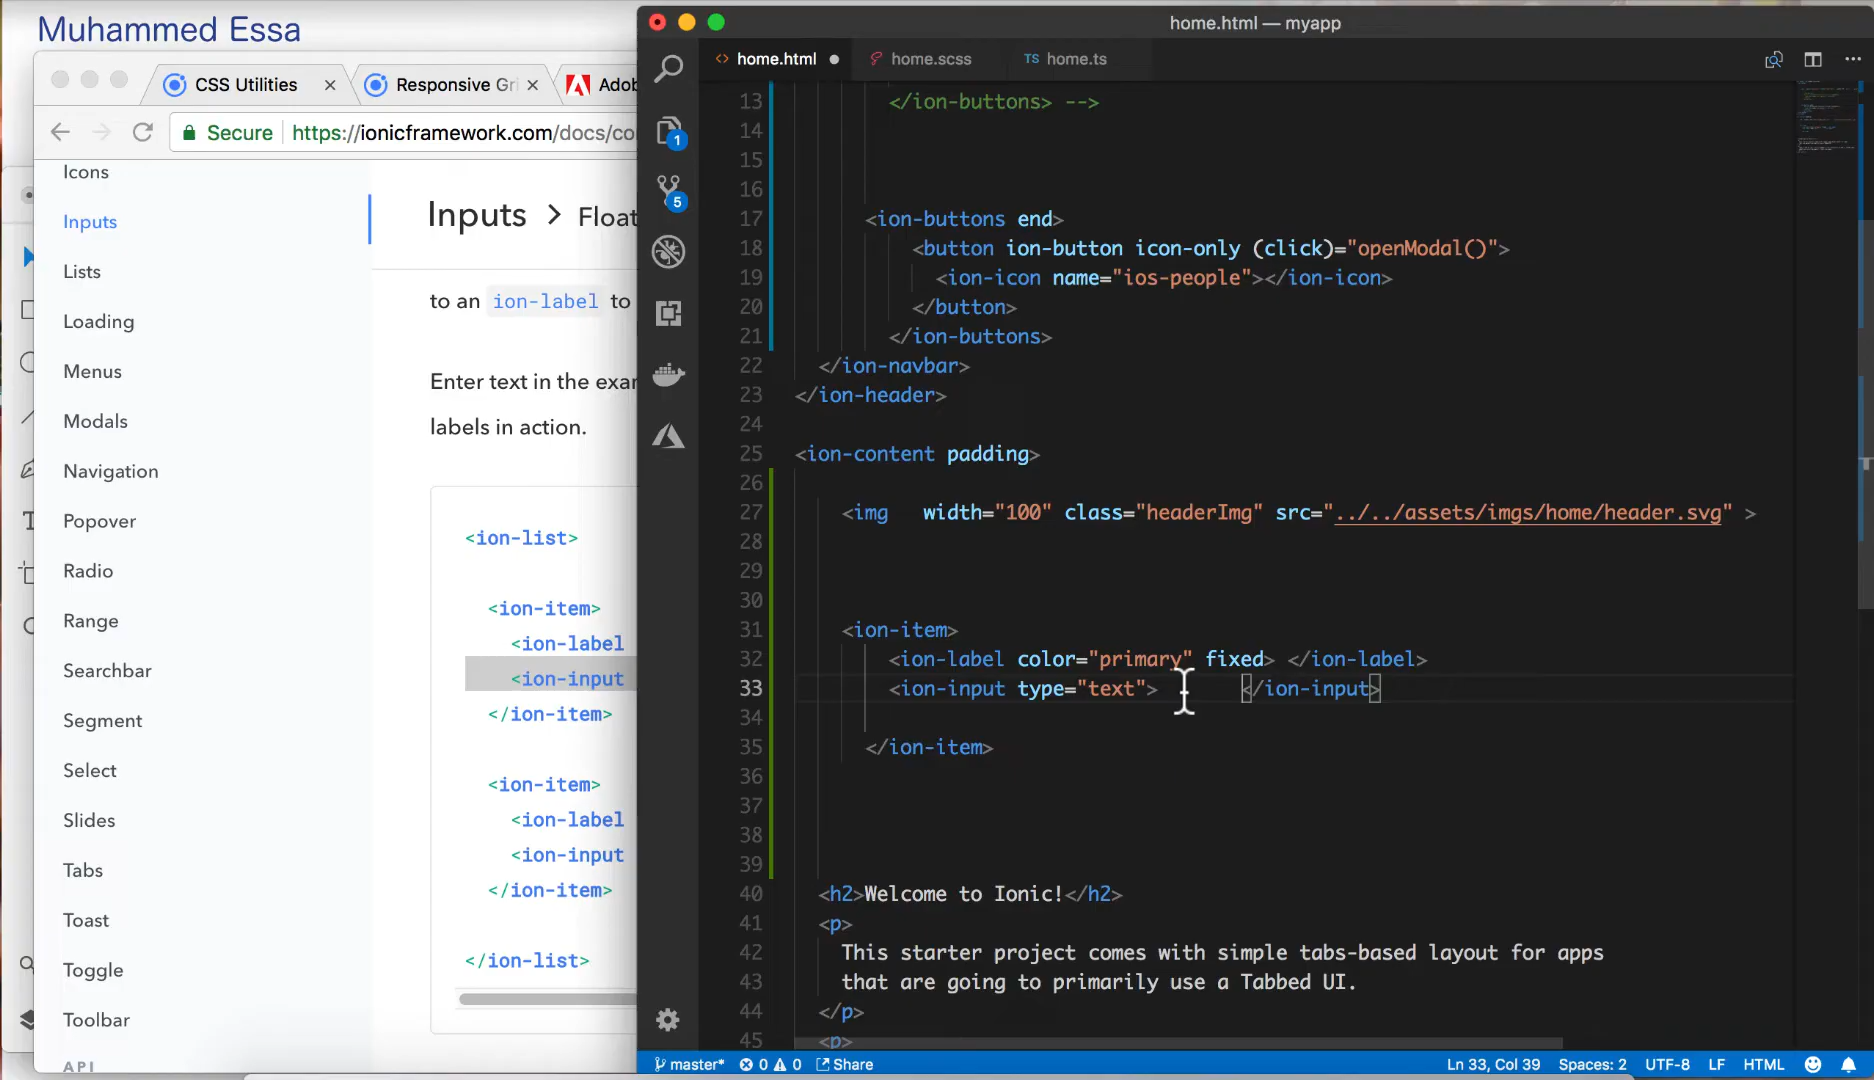 Muhammed Essa
CSS Utilities
Responsive Gri
Adob
Secure
https://ionicframework.com/docs/co
Icons
Inputs
Lists
Loading
Menus
Modals
Navigation
Popover
Radio
Range
Searchbar
Segment
Select
Slides
Tabs
Toast
Toggle
Toolbar
API
Inputs > Float
to an ion-label to
Enter text in the exam
labels in action.
<ion-list>
<ion-item>
<ion-label
<ion-input
</ion-item>
<ion-item>
<ion-label
<ion-input
</ion-item>
</ion-list>
home.html — myapp
home.html
home.scss
TS home.ts
1
5
13 </ion-buttons> -->
14
15
16
17 <ion-buttons end>
18 <button ion-button icon-only (click)="openModal()">
19 <ion-icon name="ios-people"></ion-icon>
20 </button>
21 </ion-buttons>
22 </ion-navbar>
23 </ion-header>
24
25 <ion-content padding>
26
27 <img width="100" class="headerImg" src="../../assets/imgs/home/header.svg" >
28
29
30
31 <ion-item>
32 <ion-label color="primary" fixed> </ion-label>
33 <ion-input type="text"> </ion-input>
34
35 </ion-item>
36
37
38
39
40 <h2>Welcome to Ionic!</h2>
41 <p>
42 This starter project comes with simple tabs-based layout for apps
43 that are going to primarily use a Tabbed UI.
44 </p>
45 <p>
master* 0 0 Share
Ln 33, Col 39 Spaces: 2 UTF-8 LF HTML